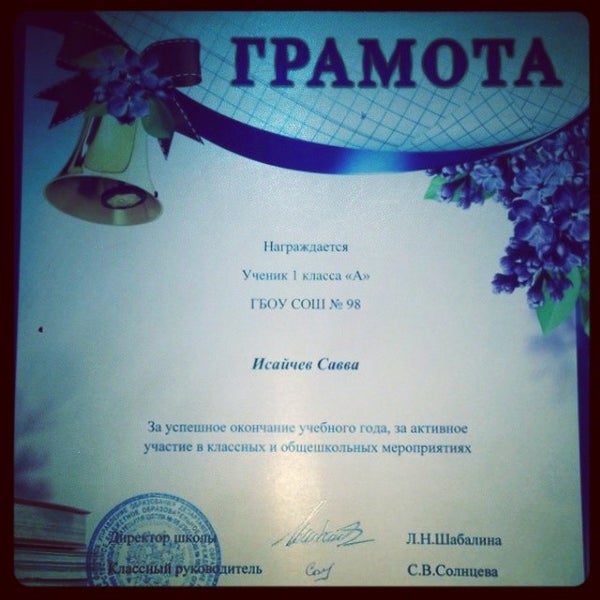 ГРАМОТА
Награждается
Ученик 1 класса «А»
ГБОУ СОШ № 98
Исайчев Савва
За успешное окончание учебного года, за активное
участие в классных и общешкольных мероприятиях
Директор школы Л.Н.Шабалина
Классный руководитель С.В.Солнцева